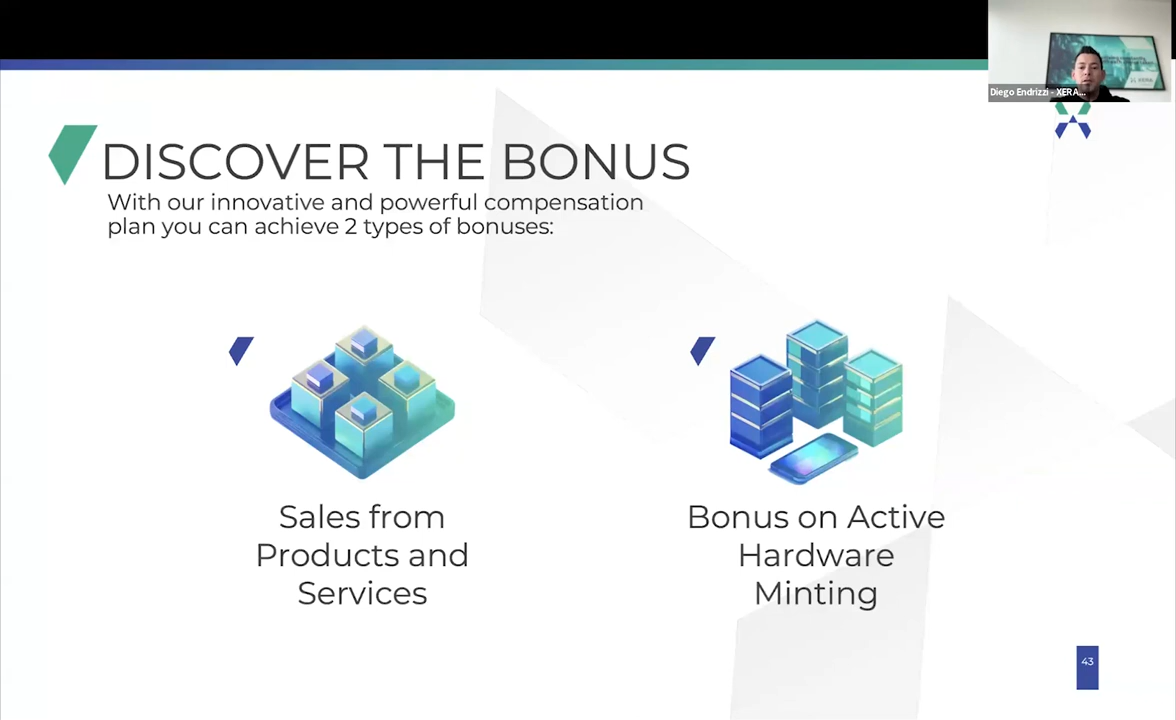 Diego Endrizzi - XERA...
DISCOVER THE BONUS
With our innovative and powerful compensation
plan you can achieve 2 types of bonuses:
Sales from
Products and
Services
Bonus on Active
Hardware
Minting
43